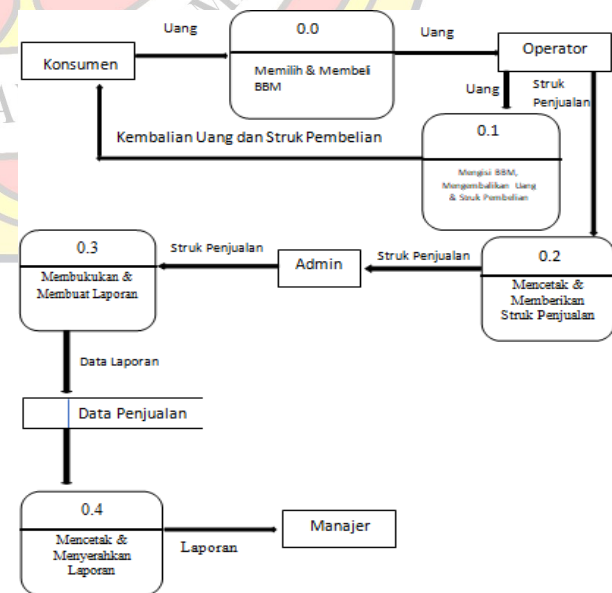 Uang
0.0
Uang
Konsumen
Memilih & Membeli
BBM
Operator
Uang
Struk
Penjualan
0.1
Kembalian Uang dan Struk Pembelian
Mengisi BBM,
Mengembalikan Uang
& Struk Pembelian
0.3
Membukukan &
Membuat Laporan
Struk Penjualan
Admin
Struk Penjualan
0.2
Mencetak &
Memberikan
Struk Penjualan
Data Laporan
Data Penjualan
0.4
Mencetak &
Menyerahkan
Laporan
Laporan
Manajer